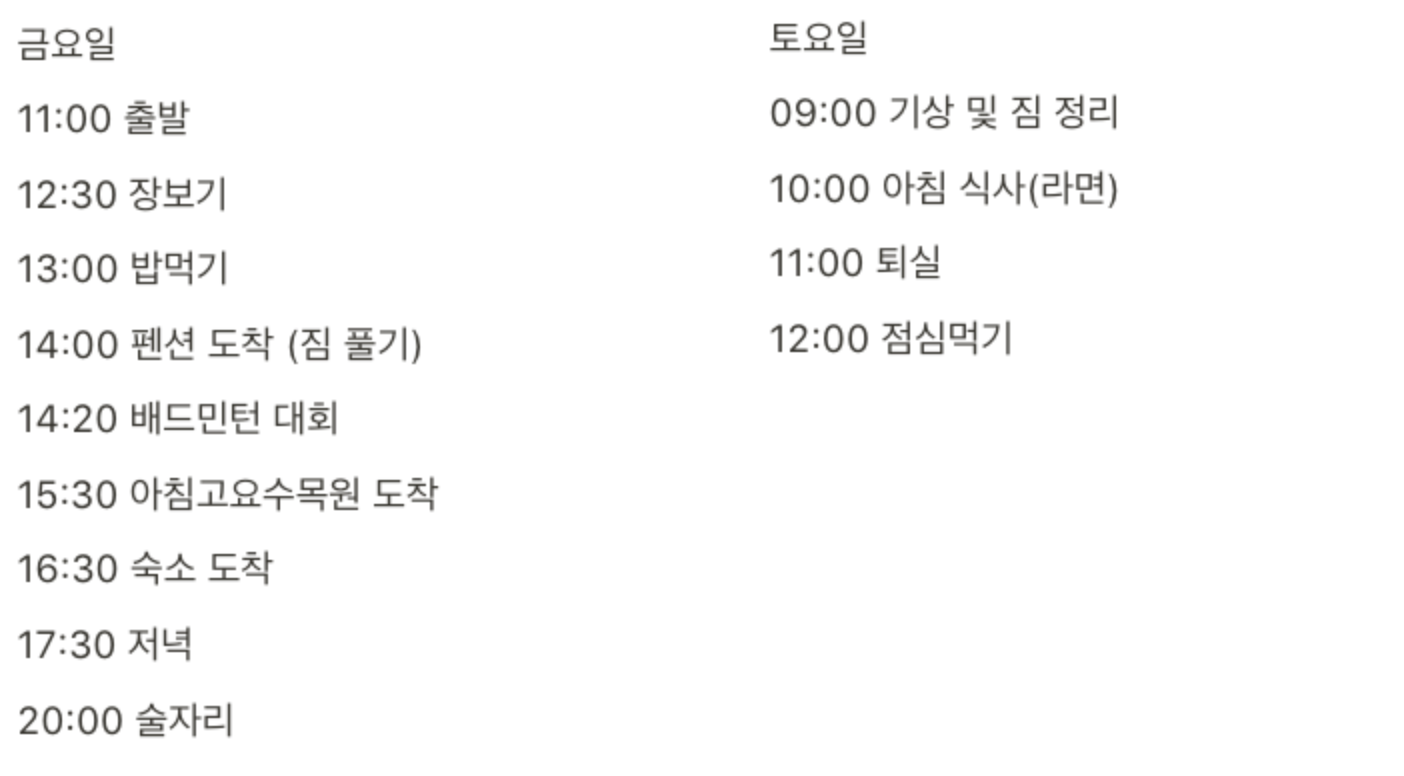 금요일
11:00 출발
12:30 장보기
13:00 밥먹기
14:00 펜션 도착 (짐 풀기)
14:20 배드민턴 대회
15:30 아침고요수목원 도착
16:30 숙소 도착
17:30 저녁
20:00 술자리
토요일
09:00 기상 및 짐 정리
10:00 아침 식사(라면)
11:00 퇴실
12:00 점심먹기